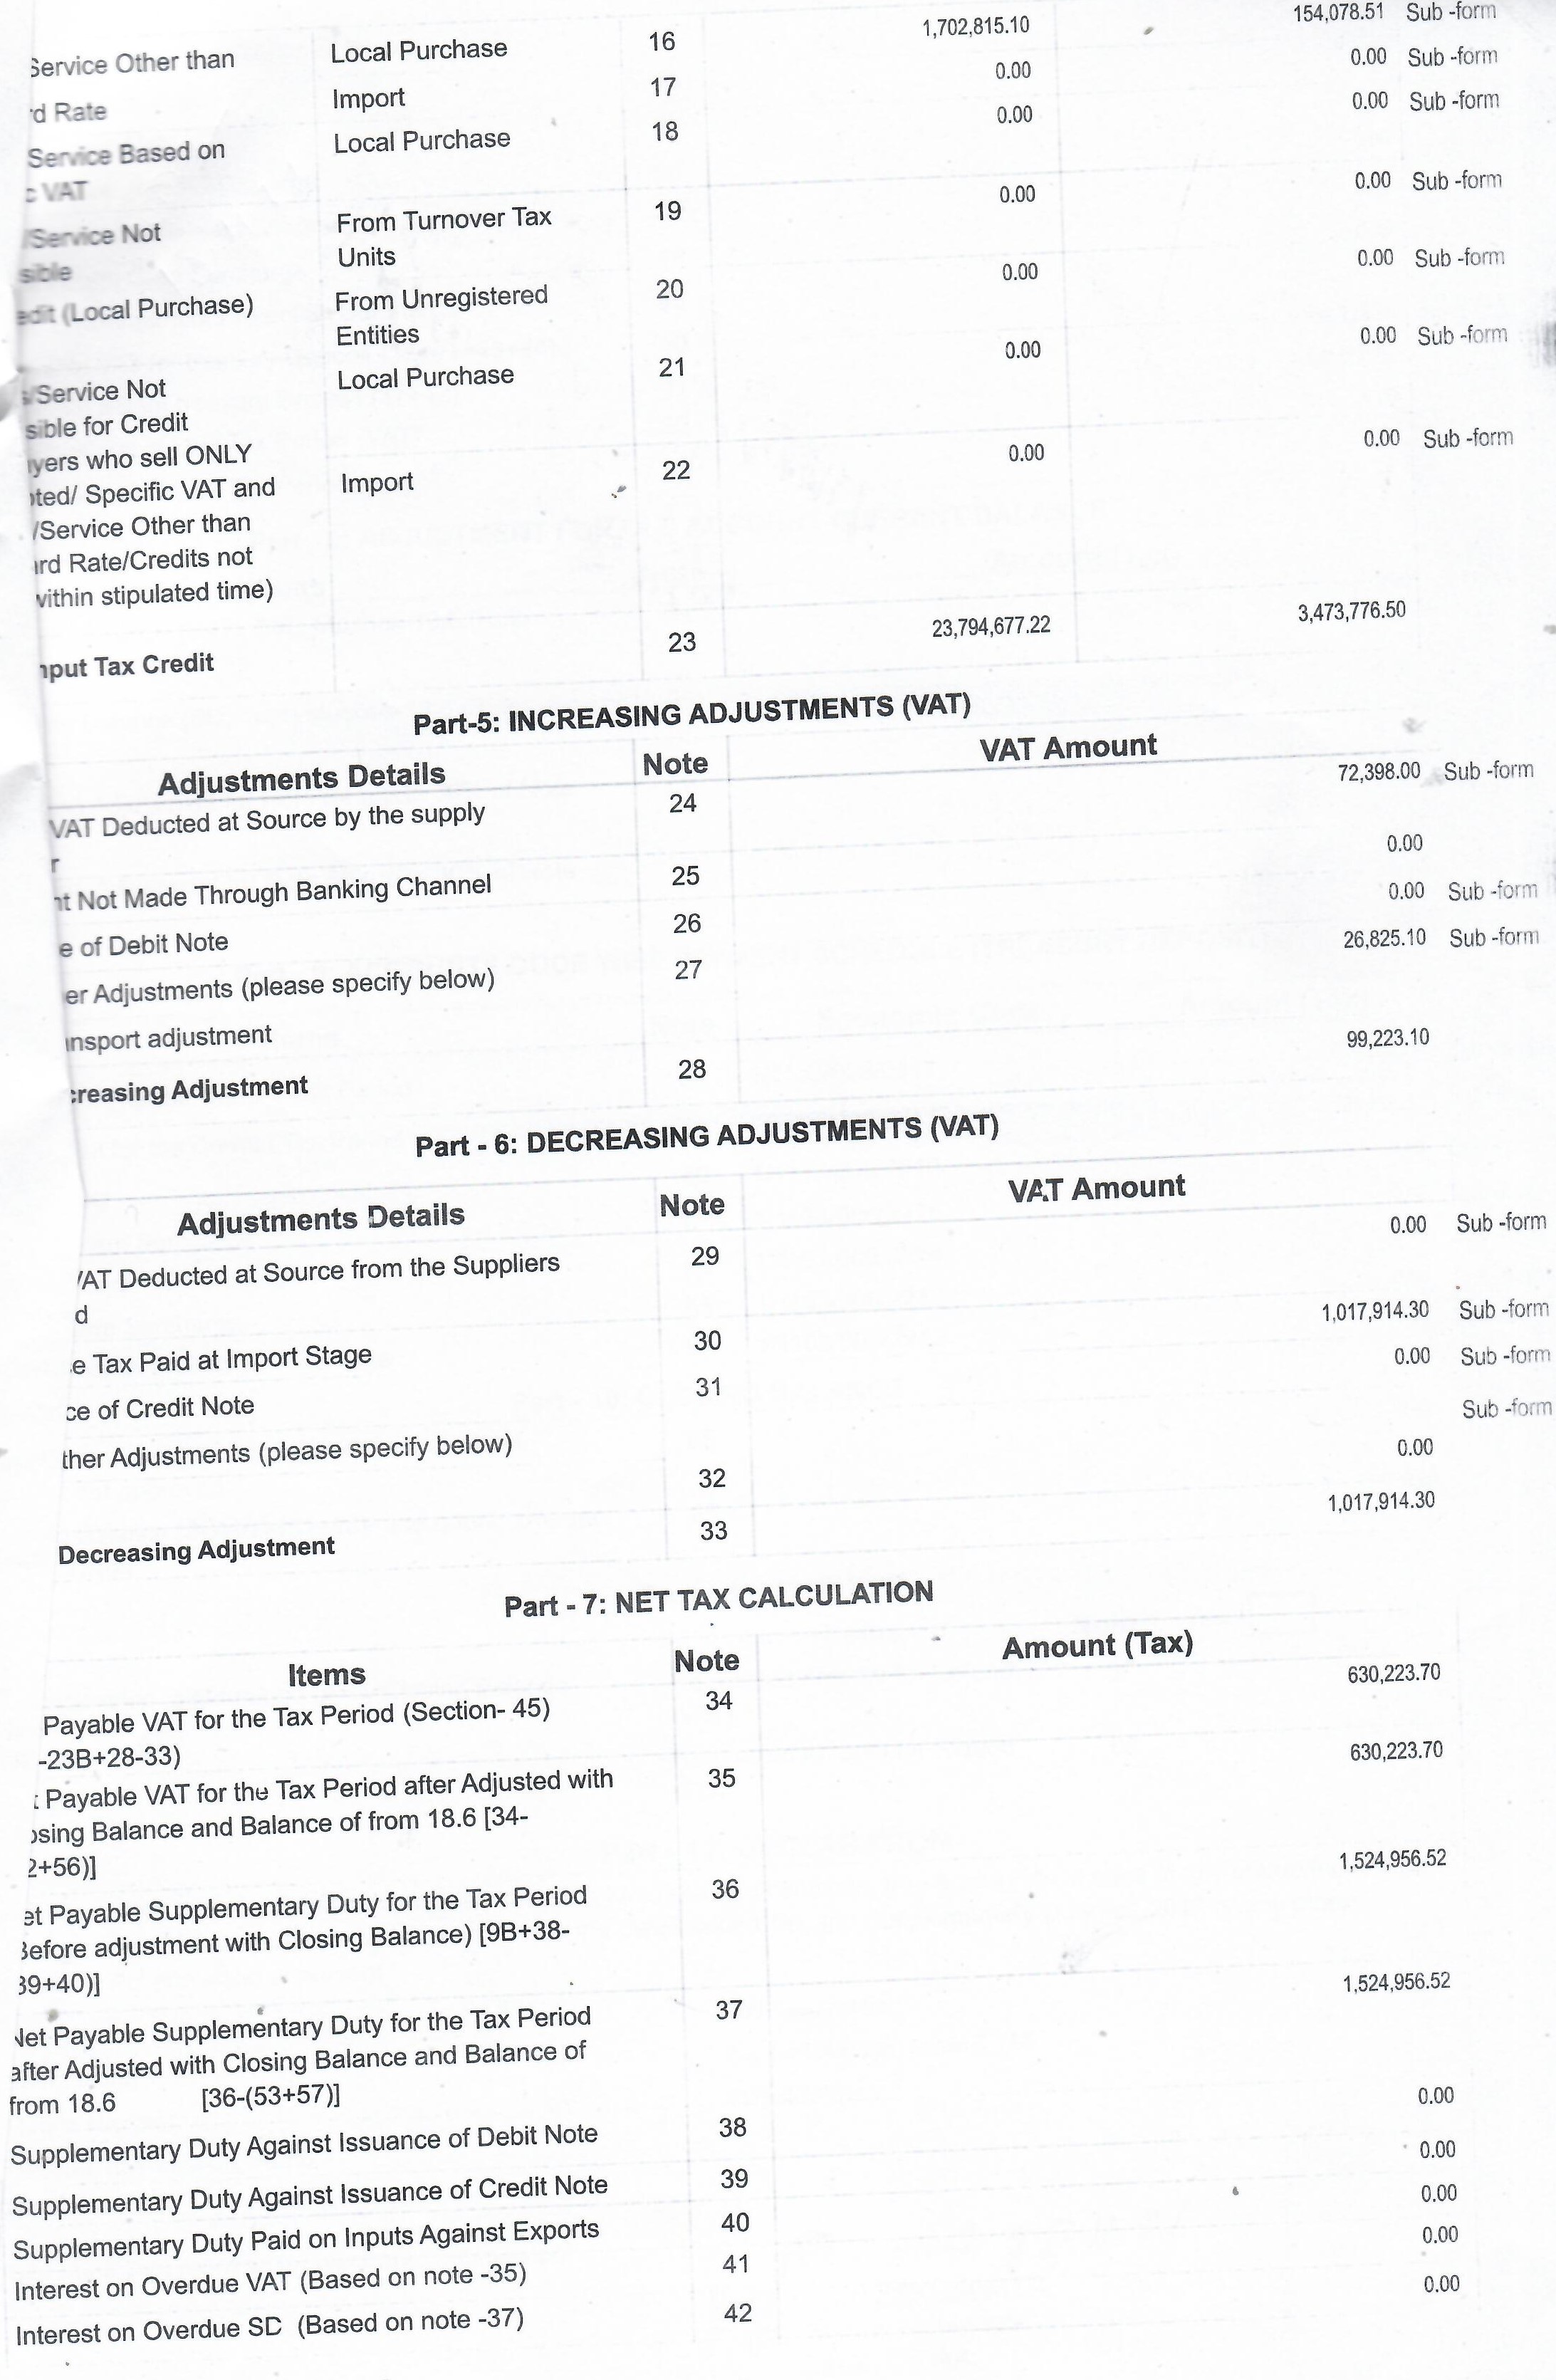 Service Other than Local Purchase 16 1,702,815.10 154,078.51 Sub -form
d Rate Import 17 0.00 0.00 Sub -form
Service Based on Local Purchase 18 0.00 0.00 Sub -form
c VAT
/Service Not From Turnover Tax 19 0.00 0.00 Sub -form
sible Units
edit (Local Purchase) From Unregistered 20 0.00 0.00 Sub -form
Entities
/Service Not Local Purchase 21 0.00 0.00 Sub -form
sible for Credit
yers who sell ONLY
ted/ Specific VAT and Import 22 0.00 0.00 Sub -form
/Service Other than
rd Rate/Credits not
within stipulated time)
nput Tax Credit 23 23,794,677.22 3,473,776.50
Part-5: INCREASING ADJUSTMENTS (VAT)
Adjustments Details Note VAT Amount
VAT Deducted at Source by the supply 24 72,398.00 Sub -form
r
nt Not Made Through Banking Channel 25 0.00
e of Debit Note 26 0.00 Sub -form
er Adjustments (please specify below) 27 26,825.10 Sub -form
nsport adjustment
creasing Adjustment 28 99,223.10
Part - 6: DECREASING ADJUSTMENTS (VAT)
Adjustments Details Note VAT Amount
VAT Deducted at Source from the Suppliers 29 0.00 Sub -form
d
e Tax Paid at Import Stage 30 1,017,914.30 Sub -form
ce of Credit Note 31 0.00 Sub -form
ther Adjustments (please specify below) Sub -form
32 0.00
Decreasing Adjustment 33 1,017,914.30
Part - 7: NET TAX CALCULATION
Items Note Amount (Tax)
Payable VAT for the Tax Period (Section- 45) 34 630,223.70
-23B+28-33)
t Payable VAT for the Tax Period after Adjusted with 35 630,223.70
osing Balance and Balance of from 18.6 [34-
2+56)]
et Payable Supplementary Duty for the Tax Period 36 1,524,956.52
Before adjustment with Closing Balance) [9B+38-
39+40)]
Net Payable Supplementary Duty for the Tax Period 37 1,524,956.52
after Adjusted with Closing Balance and Balance of
from 18.6 [36-(53+57)]
Supplementary Duty Against Issuance of Debit Note 38 0.00
Supplementary Duty Against Issuance of Credit Note 39 0.00
Supplementary Duty Paid on Inputs Against Exports 40 0.00
Interest on Overdue VAT (Based on note -35) 41 0.00
Interest on Overdue SD (Based on note -37) 42 0.00